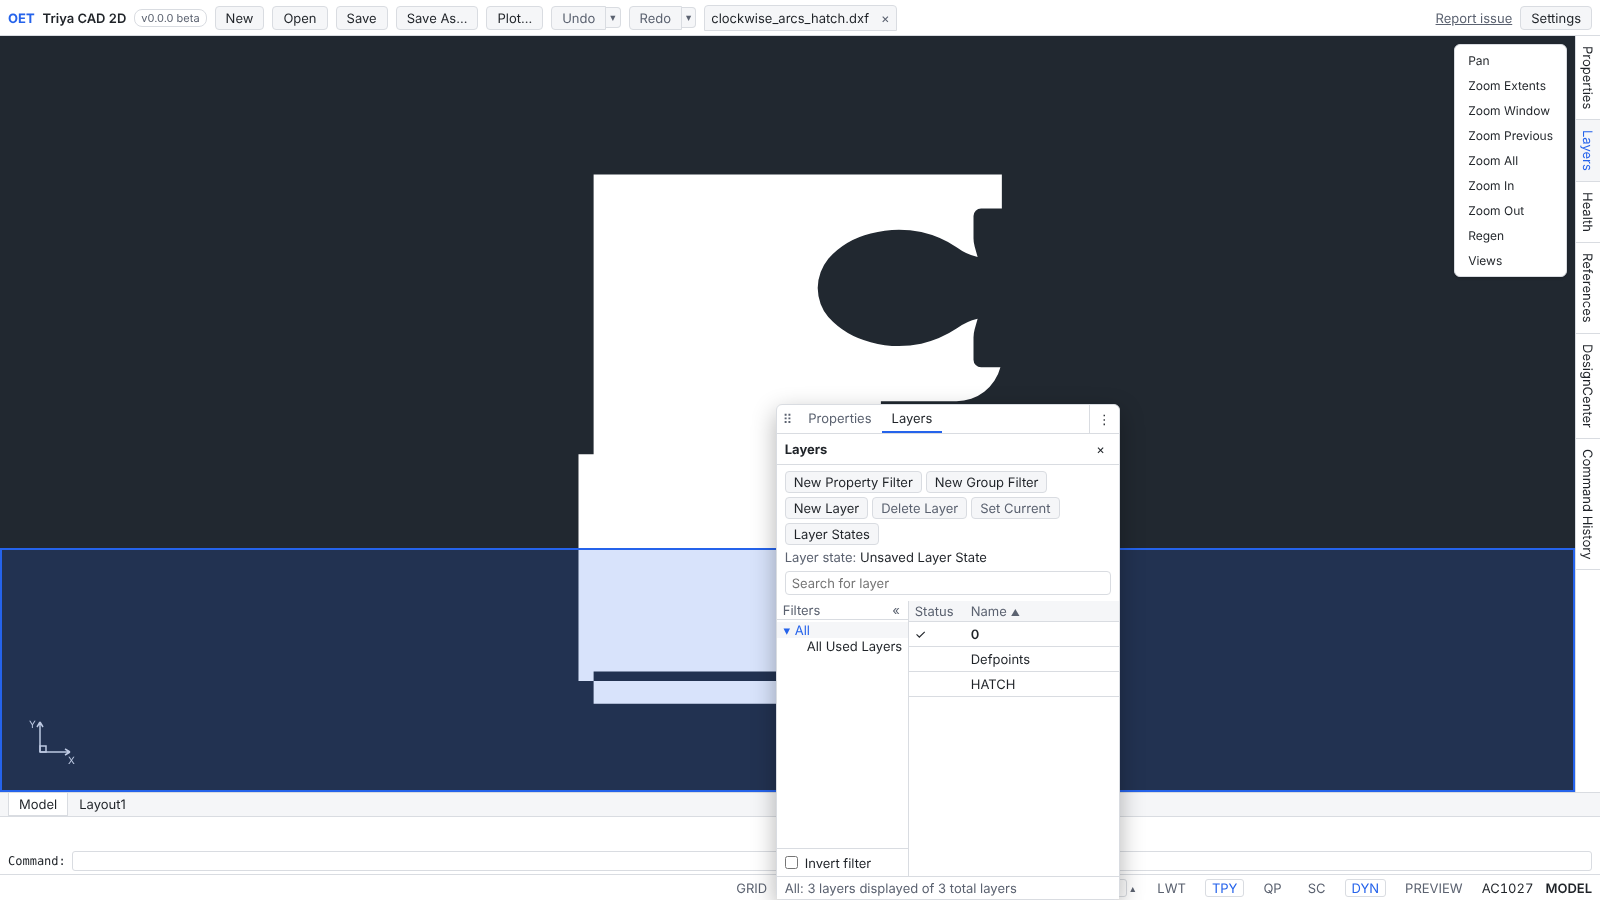 OET Triya CAD 2D v0.0.0 beta New Open Save Save As... Plot... Undo Redo clockwise_arcs_hatch.dxf × Report issue Settings
Pan
Zoom Extents
Zoom Window
Zoom Previous
Zoom All
Zoom In
Zoom Out
Regen
Views
Properties
Layers
Health
References
DesignCenter
Command History
Properties Layers
Layers ×
New Property Filter New Group Filter
New Layer Delete Layer Set Current
Layer States
Layer state: Unsaved Layer State
Search for layer
Filters «
All
All Used Layers
Status Name
0
Defpoints
HATCH
Invert filter
All: 3 layers displayed of 3 total layers
Y
X
Model Layout1
Command:
GRID LWT TPY QP SC DYN PREVIEW AC1027 MODEL